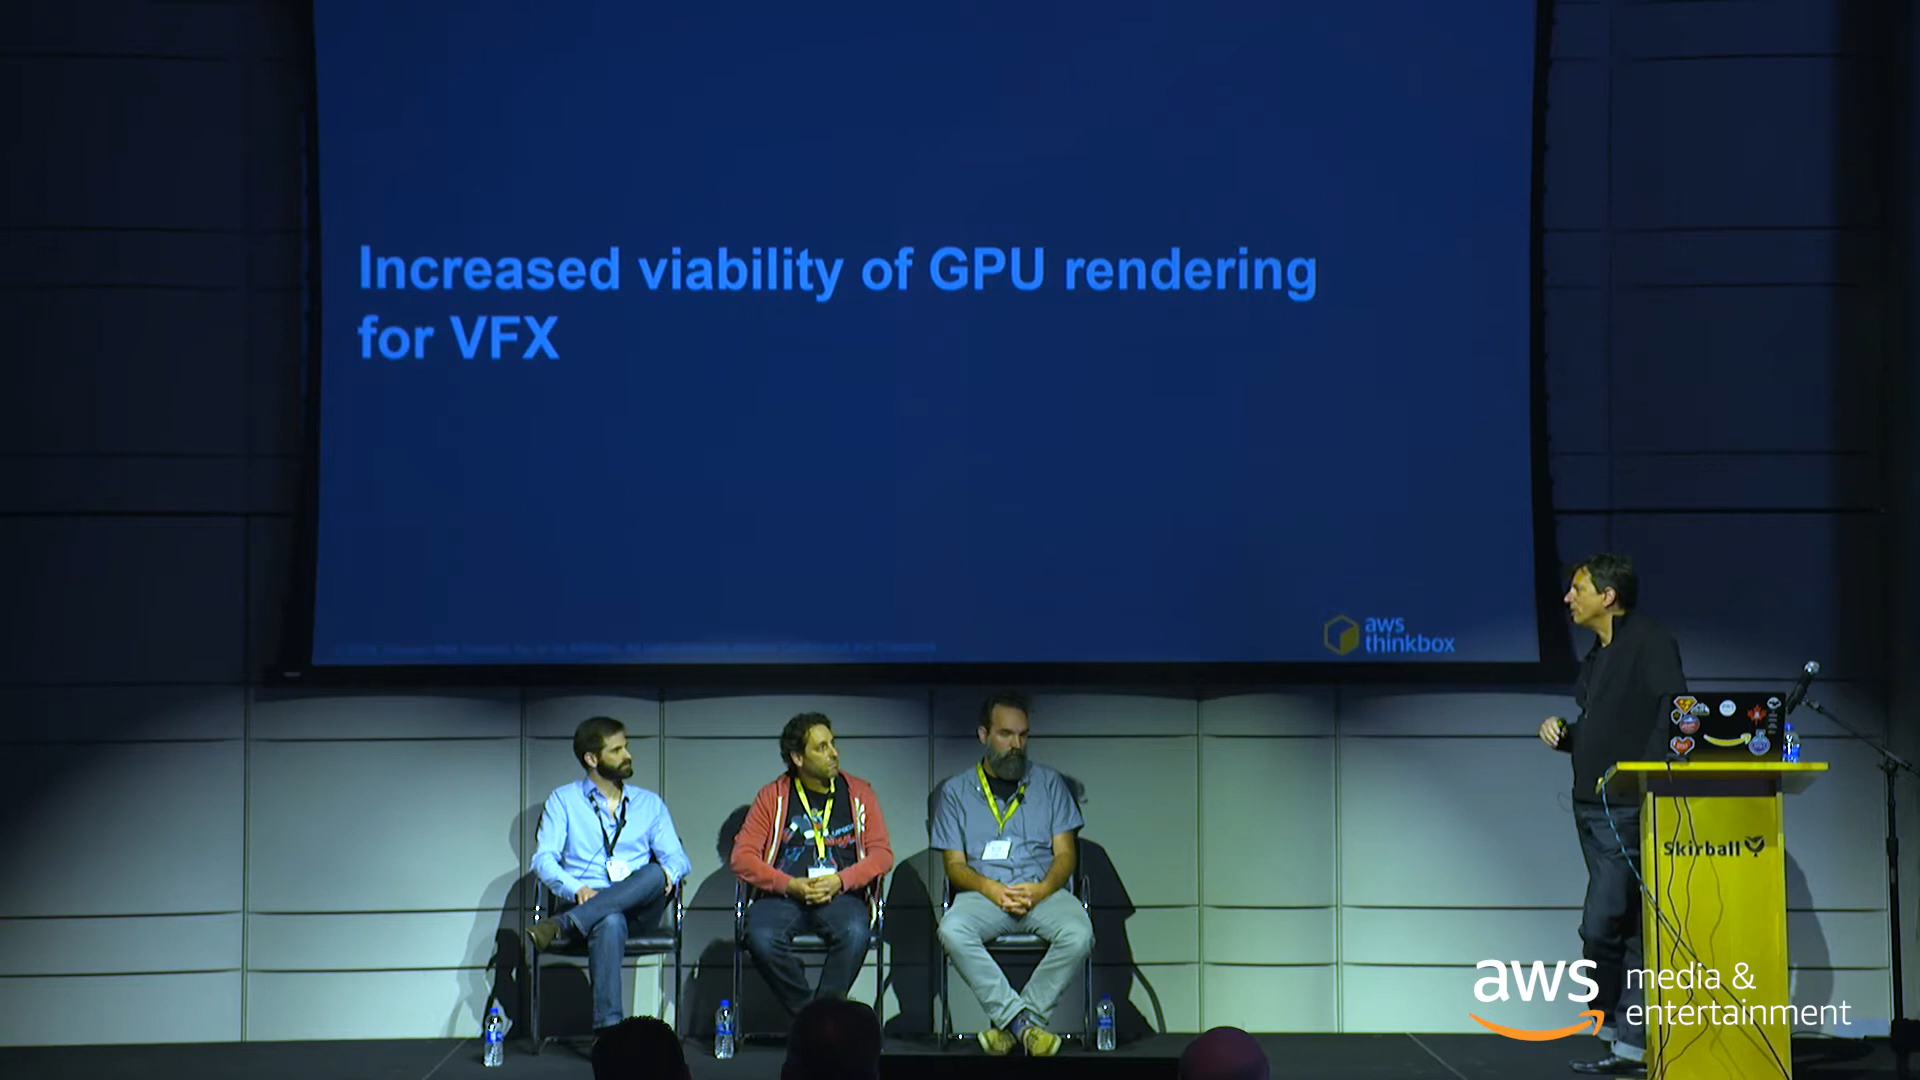 Increased viability of GPU rendering
for VFX
aws
thinkbox
Skirball
aws
media &
entertainment